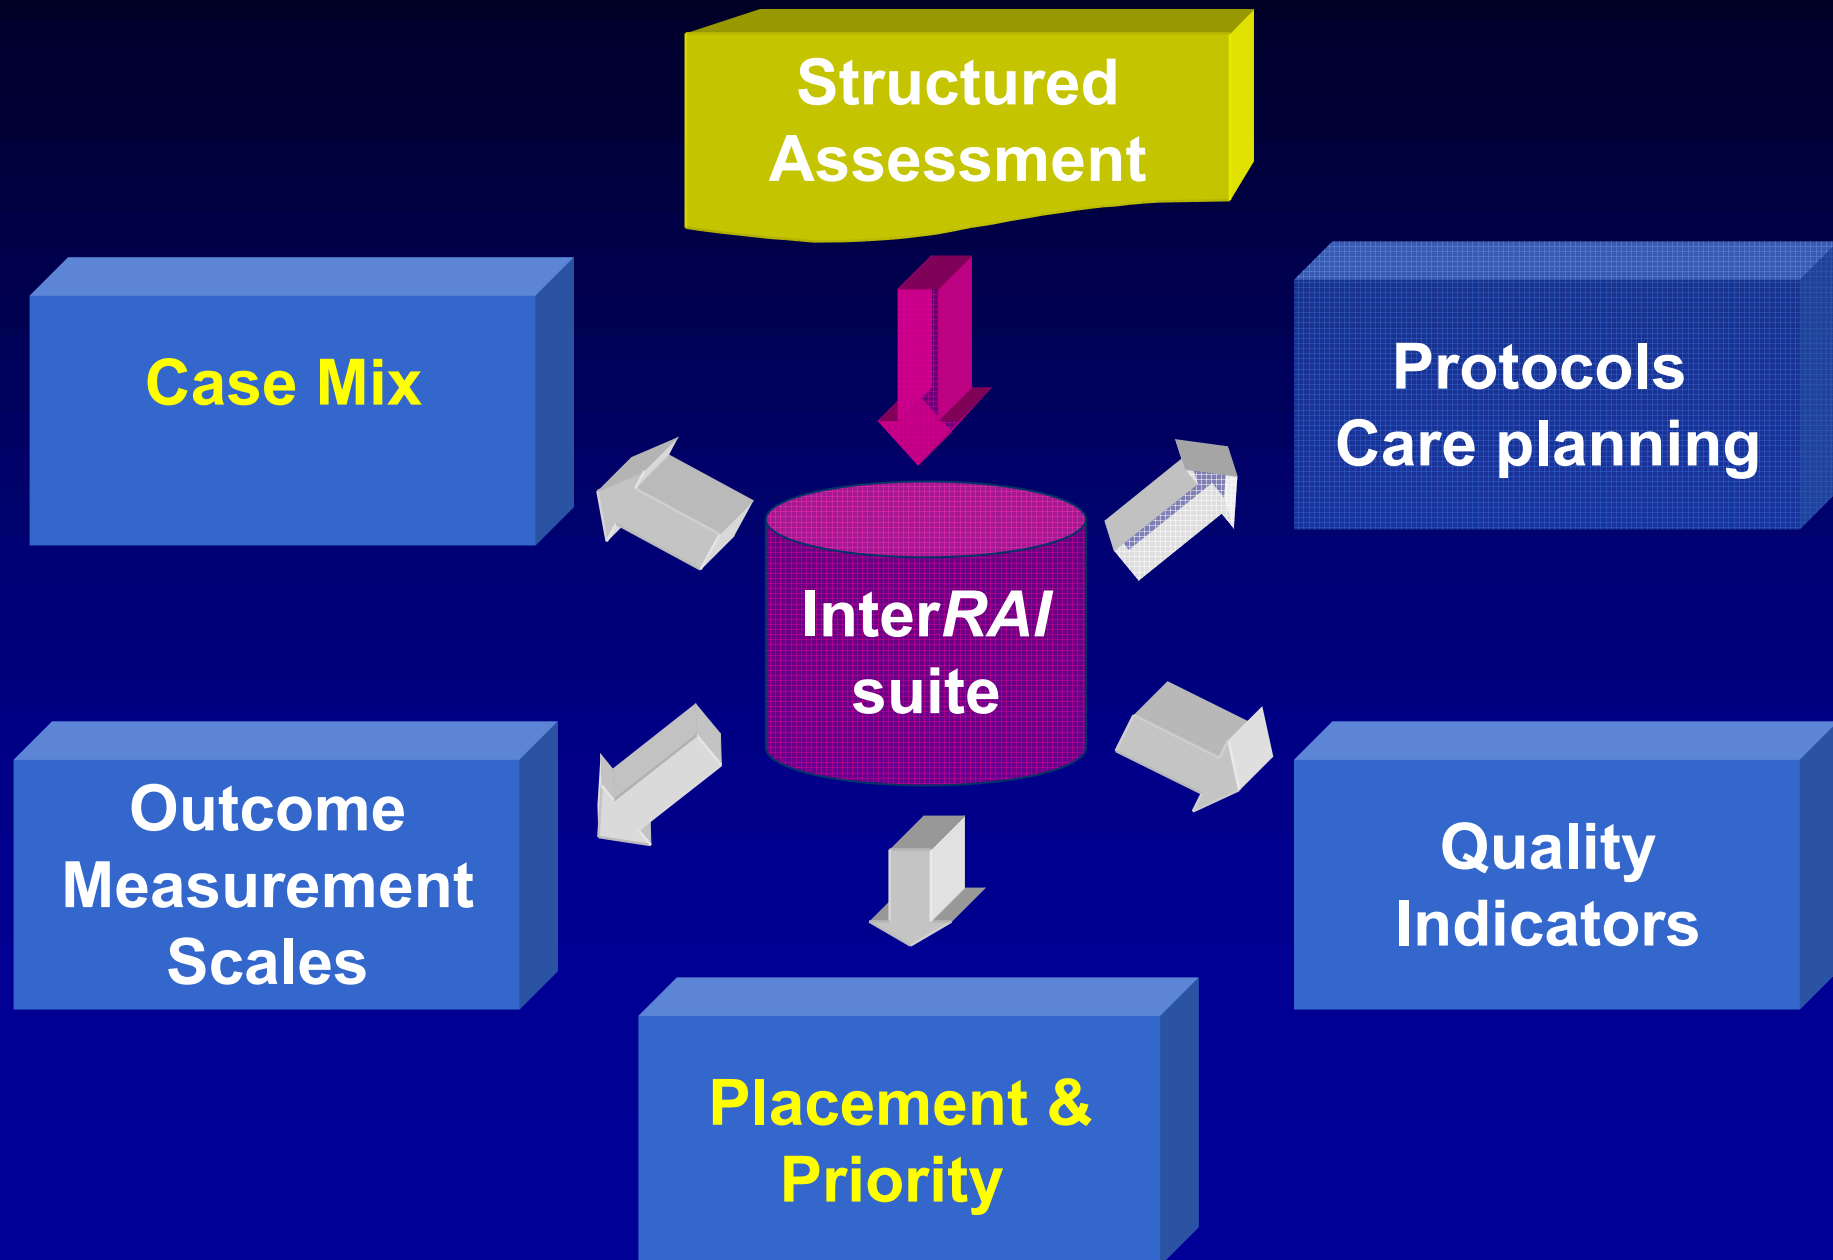 Structured
Assessment
Case Mix
Protocols
Care planning
InterRAI
suite
Outcome
Measurement
Scales
Quality
Indicators
Placement &
Priority